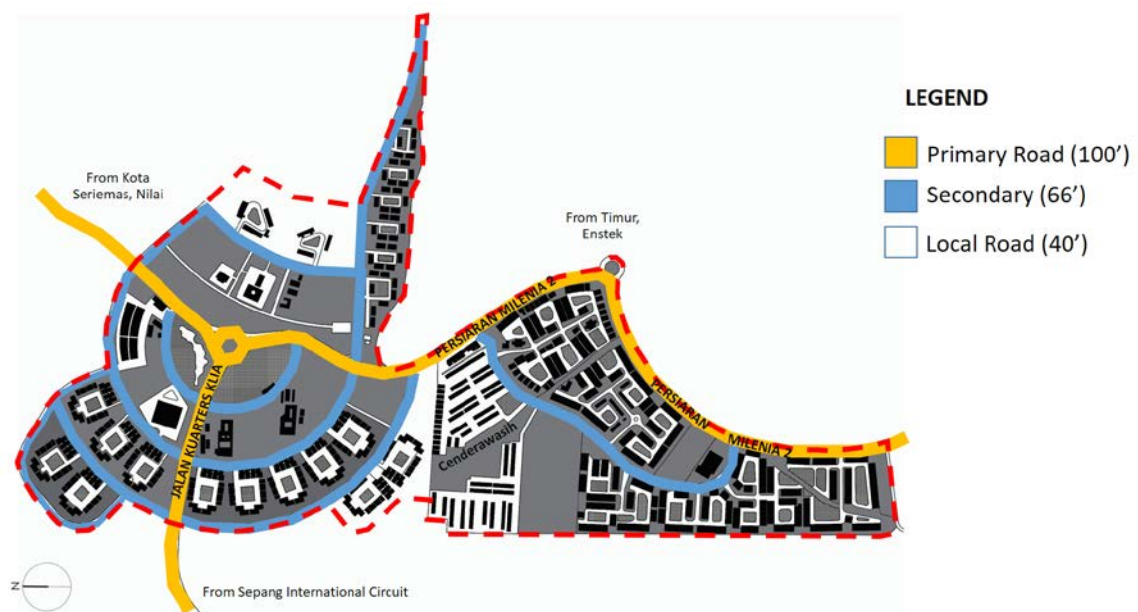 LEGEND
Primary Road (100')
Secondary (66')
Local Road (40')
From Kota
Seriemas, Nilai
From Timur,
Enstek
PERSIARAN MILENIA 2
PERSIARAN MILENIA 2
JALAN KUARTERS KLIA
Cenderawasih
From Sepang International Circuit
N